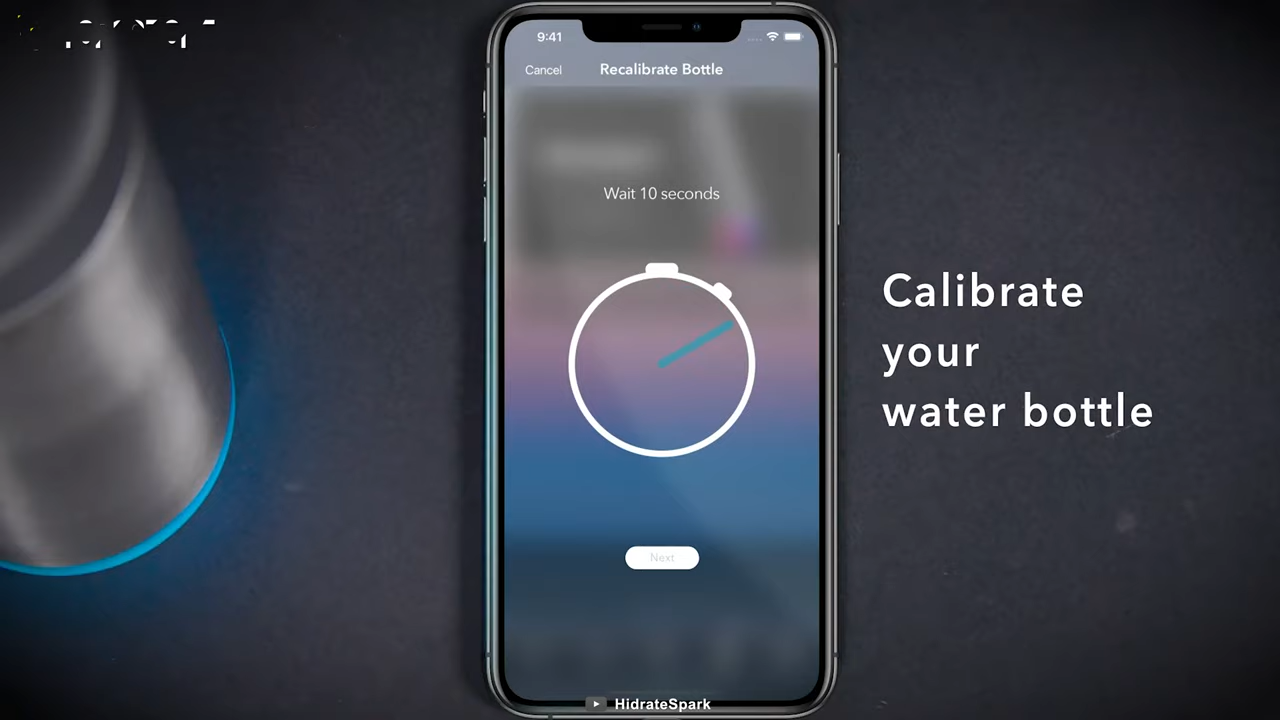 9:41
Cancel
Recalibrate Bottle
Wait 10 seconds
Next
Calibrate
your
water bottle
HidrateSpark